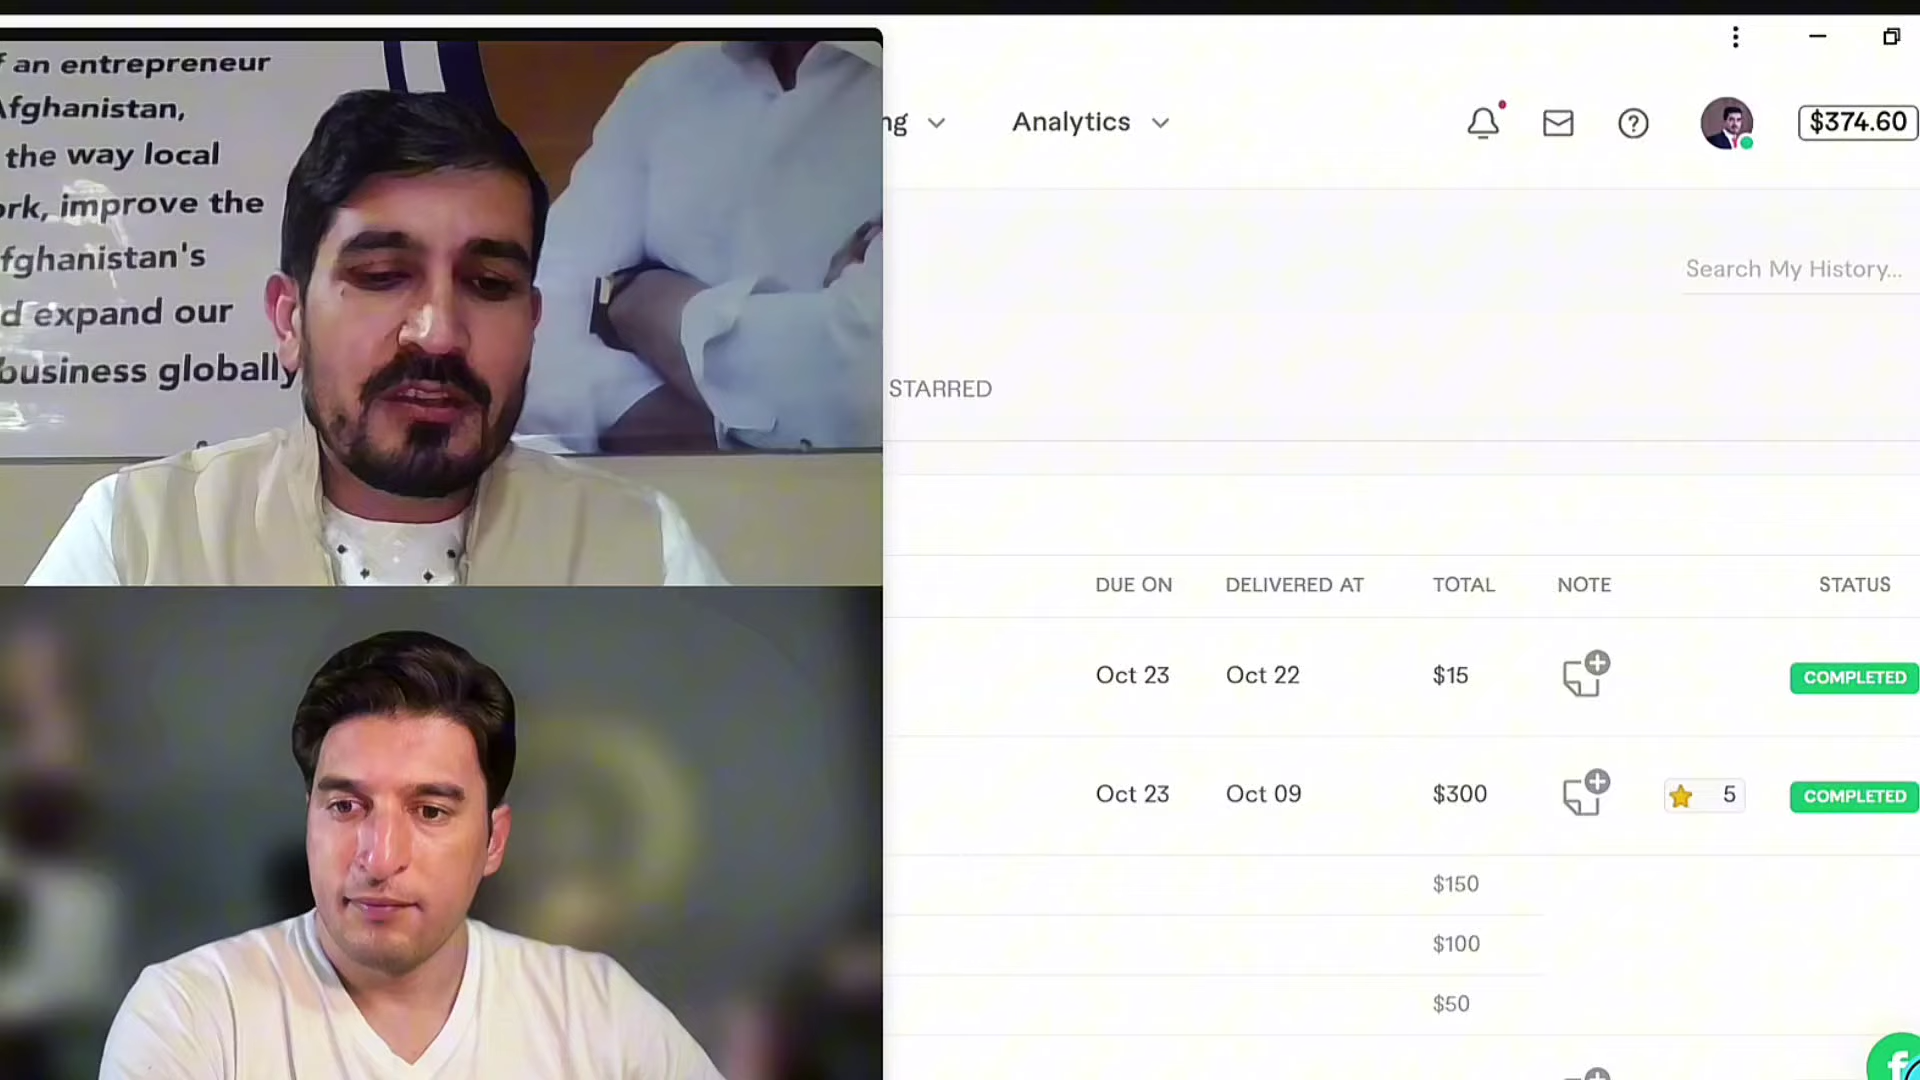 f an entrepreneur
Afghanistan,
the way local
ork, improve the
fghanistan's
d expand our
business globally
ng
Analytics
$374.60
Search My History...
STARRED
DUE ON DELIVERED AT TOTAL NOTE STATUS
Oct 23 Oct 22 $15 COMPLETED
Oct 23 Oct 09 $300 5 COMPLETED
$150
$100
$50